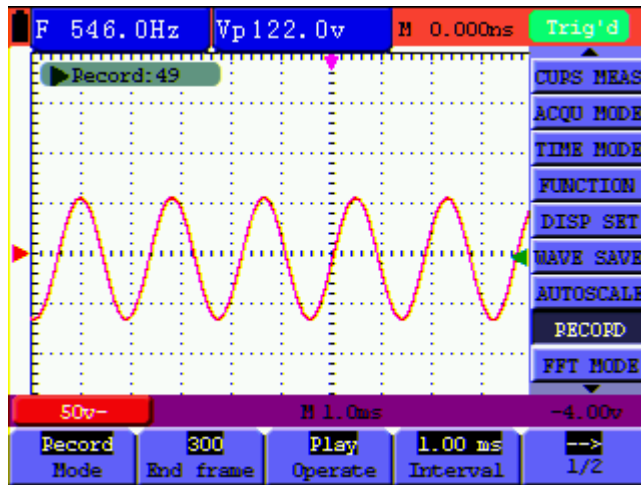 F 546.0Hz
Vp122.0v
M 0.000ns
Trig'd
Record:49
CURS MEAS
ACQU MODE
TIME MODE
FUNCTION
DISP SET
WAVE SAVE
AUTOSCALE
RECORD
FFT MODE
50v~
M 1.0ms
-4.00v
Record
Mode
300
End frame
Play
Operate
1.00 ms
Interval
-->
1/2